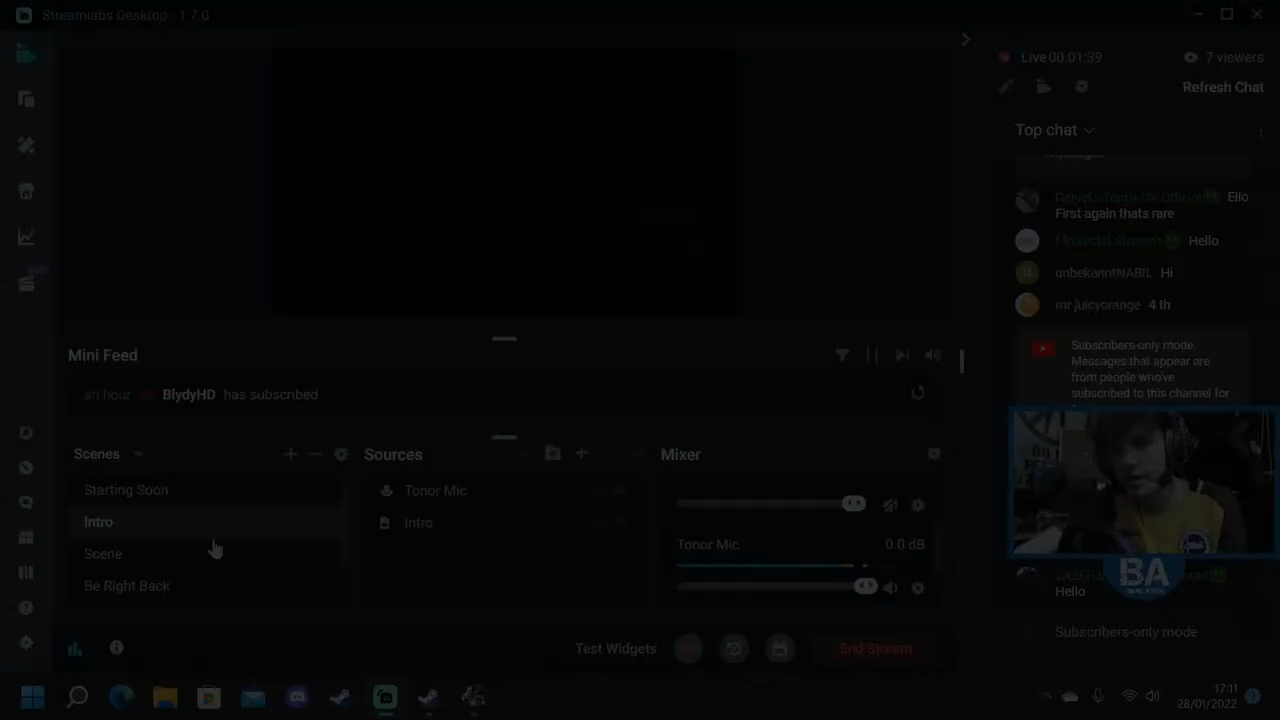 Streamlabs Desktop - 1.7.0
Live 00:01:39
7 viewers
Refresh Chat
Top chat
Ello
First again thats rare
Hello
unbekanntNABIL Hi
mr juicyorange 4 th
Subscribers-only mode.
Messages that appear are
from people who've
subscribed to this channel for
Mini Feed
an hour BlydyHD has subscribed
Scenes
Starting Soon
Intro
Scene
Be Right Back
Sources
Tonor Mic
Intro
Mixer
Tonor Mic 0.0 dB
BA
Hello
Subscribers-only mode
Test Widgets
End Stream
17:11
28/01/2022